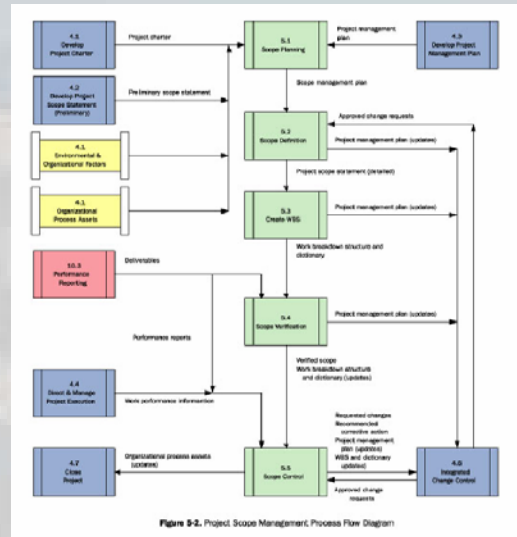 4.1
Develop
Project Charter
Project charter
5.1
Scope Planning
Project management
plan
4.3
Develop Project
Management Plan
4.2
Develop Project
Scope Statement
(Preliminary)
Preliminary scope statement
Scope management plan
Approved change requests
4.1
Environmental &
Organizational Factors
5.2
Scope Definition
Project management plan (updates)
Project scope statement (detailed)
4.1
Organizational
Process Assets
5.3
Create WBS
Project management plan (updates)
Work breakdown structure and
dictionary
10.3
Performance
Reporting
Deliverables
5.4
Scope Verification
Project management plan (updates)
Performance reports
Verified scope
Work breakdown structure
and dictionary (updates)
4.4
Direct & Manage
Project Execution
Work performance information
Requested changes
Recommended
corrective action
Project management
plan (updates)
WBS and dictionary
updates)
4.7
Close
Project
Organizational process assets
(updates)
5.5
Scope Control
4.6
Integrated
Change Control
Approved change
requests
Figure 5-2. Project Scope Management Process Flow Diagram